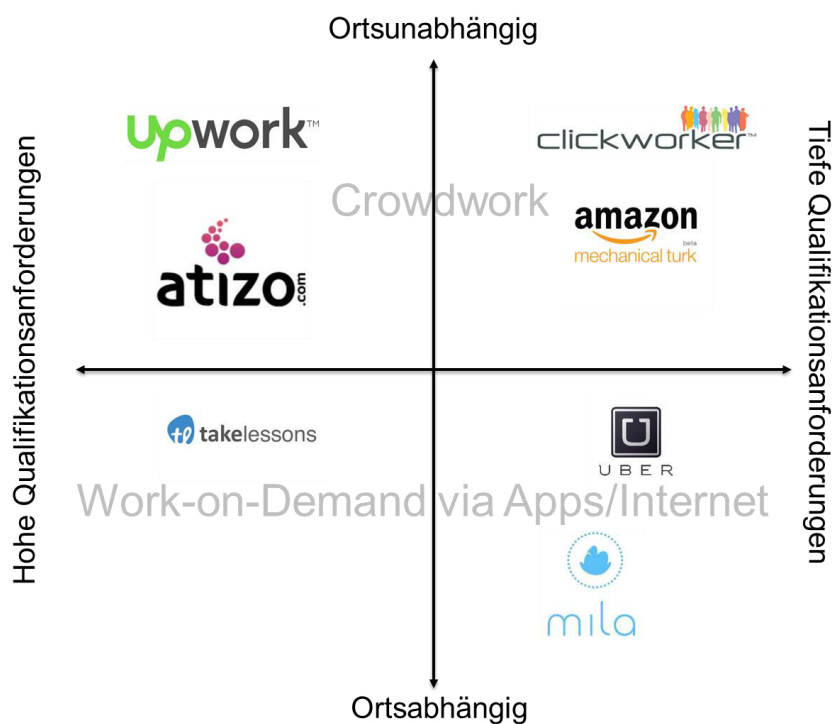 Ortsunabhängig
upwork™
clickworker™
Hohe Qualifikationsanforderungen
Tiefe Qualifikationsanforderungen
Crowdwork
atizo.com
amazon
beta
mechanical turk
tl takelessons
U
UBER
Work-on-Demand via Apps/Internet
mila
Ortsabhängig